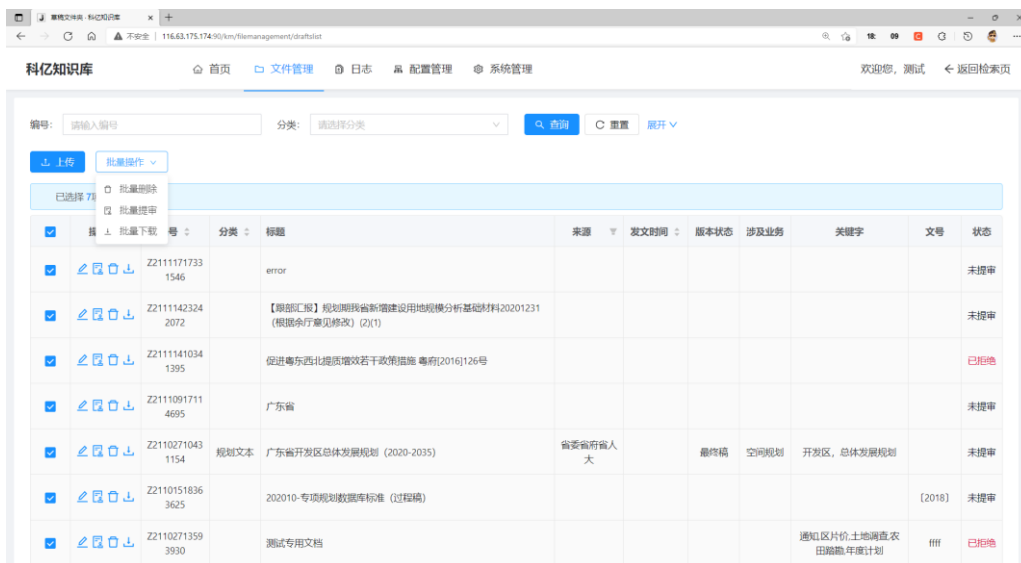 草稿文件夹 - 科亿知识库
不安全 | 116.63.175.174:90/km/filemanagement/draftslist
科亿知识库 首页 文件管理 日志 配置管理 系统管理 欢迎您, 测试 返回检索页
编号: 请输入编号 分类: 请选择分类 查询 重置 展开
上传 批量操作
批量删除
已选择 7
批量提审
批量下载
号 分类 标题 来源 发文时间 版本状态 涉及业务 关键字 文号 状态
Z2111171733
1546
error 未提审
Z2111142324
2072
【跟部汇报】规划期我省新增建设用地规模分析基础材料20201231
(根据余厅意见修改) (2)(1)
未提审
Z2111141034
1395
促进粤东西北提质增效若干政策措施 粤府[2016]126号 已拒绝
Z2111091711
4695
广东省 未提审
Z2110271043
1154
规划文本 广东省开发区总体发展规划 (2020-2035)
省委省府省人
大
最终稿 空间规划 开发区, 总体发展规划 未提审
Z2110151836
3625
202010-专项规划数据库标准 (过程稿) 〔2018〕 未提审
Z2110271359
3930
测试专用文档
通知,区片价,土地调查,农
田踏勘,年度计划
ffff 已拒绝